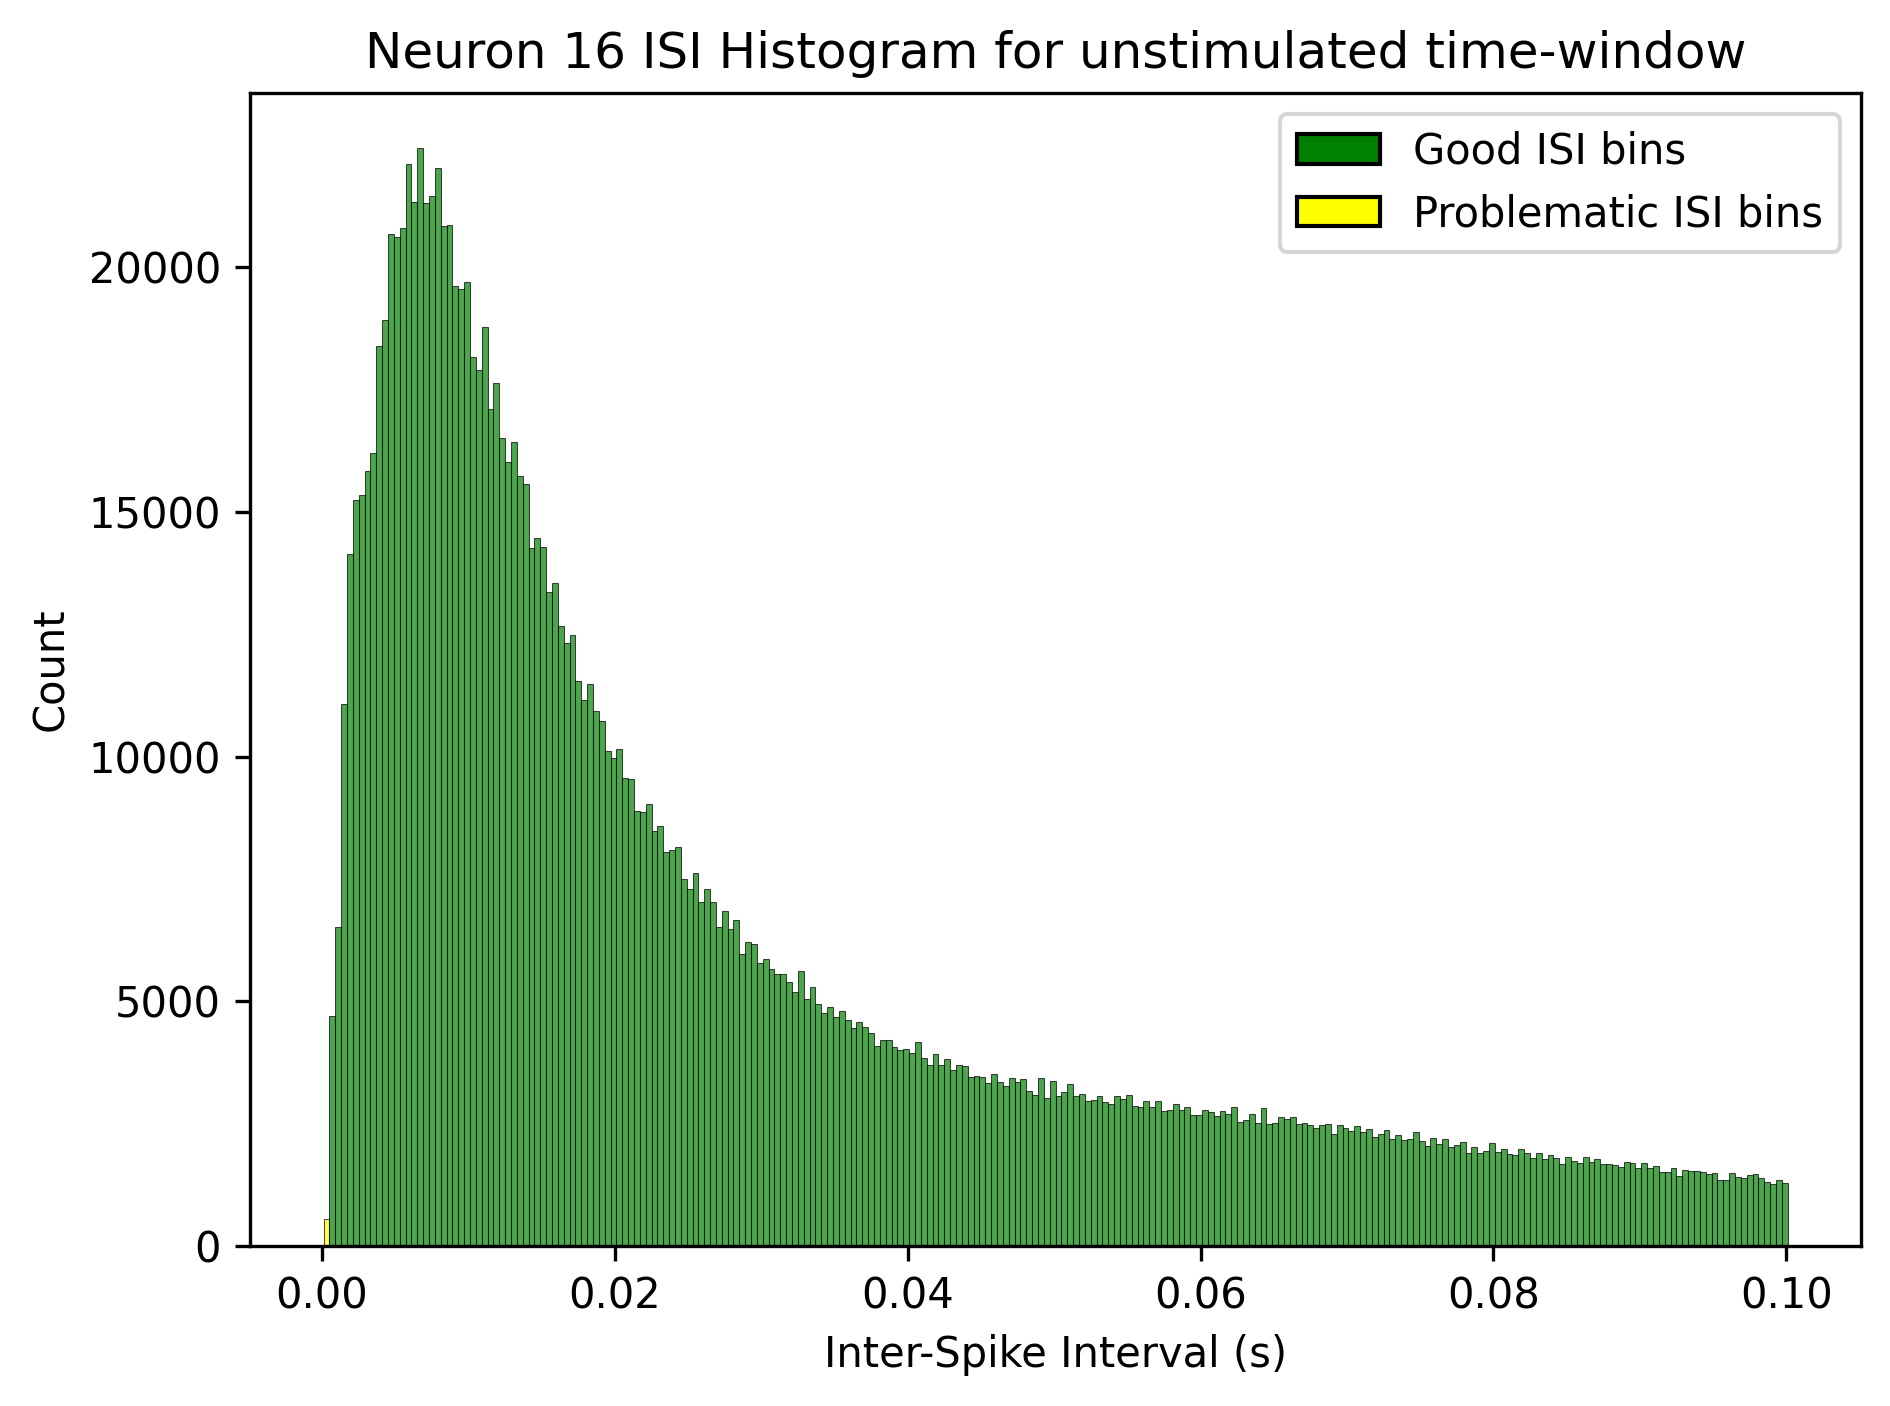 Neuron 16 ISI Histogram for unstimulated time-window
Good ISI bins
Problematic ISI bins
20000
15000
10000
5000
0
Count
0.00 0.02 0.04 0.06 0.08 0.10
Inter-Spike Interval (s)